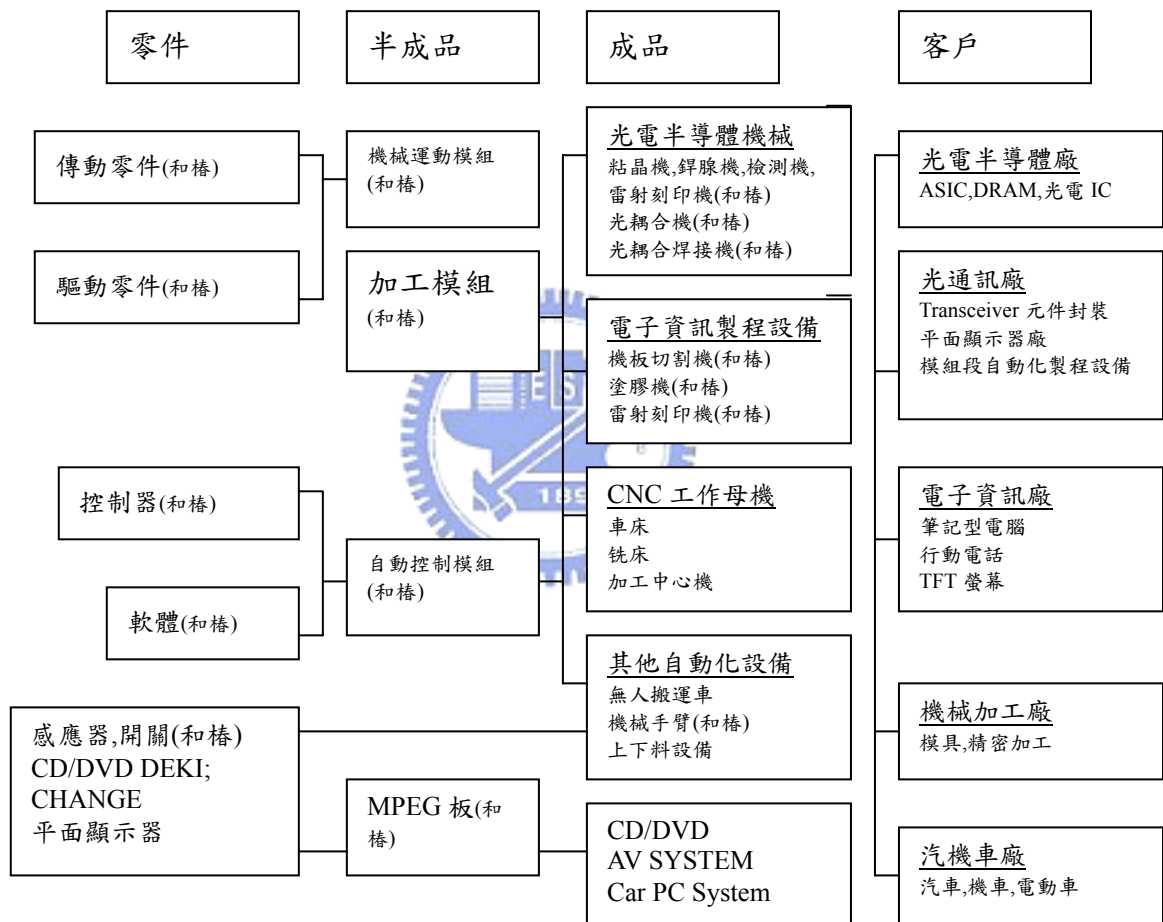 零件
半成品
成品
客戶
傳動零件(和椿)
驅動零件(和椿)
控制器(和椿)
軟體(和椿)
感應器,開關(和椿)
CD/DVD DEKI;
CHANGE
平面顯示器
機械運動模組
(和椿)
加工模組
(和椿)
自動控制模組
(和椿)
MPEG 板(和
椿)
光電半導體機械
粘晶機,銲腺機,檢測機,
雷射刻印機(和椿)
光耦合機(和椿)
光耦合焊接機(和椿)
電子資訊製程設備
機板切割機(和椿)
塗膠機(和椿)
雷射刻印機(和椿)
CNC 工作母機
車床
铣床
加工中心機
其他自動化設備
無人搬運車
機械手臂(和椿)
上下料設備
CD/DVD
AV SYSTEM
Car PC System
光電半導體廠
ASIC,DRAM,光電 IC
光通訊廠
Transceiver 元件封裝
平面顯示器廠
模組段自動化製程設備
電子資訊廠
筆記型電腦
行動電話
TFT 螢幕
機械加工廠
模具,精密加工
汽機車廠
汽車,機車,電動車